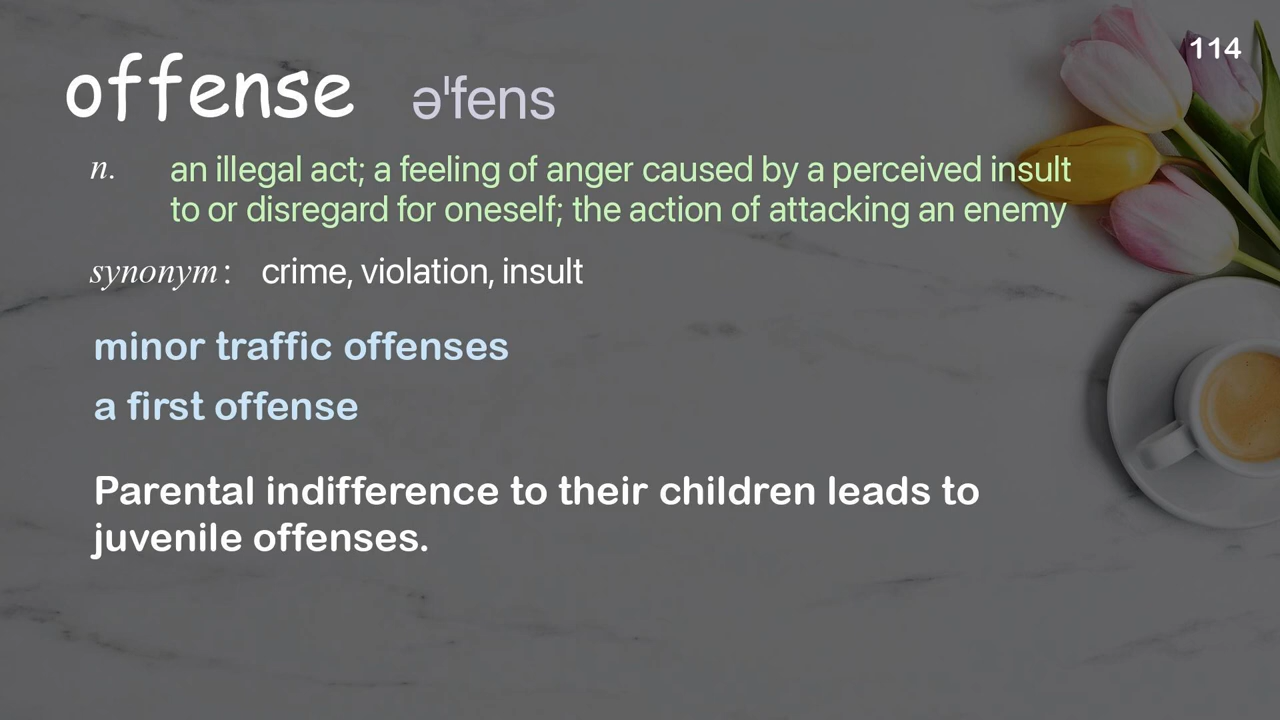 114
offense əˈfens
n. an illegal act; a feeling of anger caused by a perceived insult
to or disregard for oneself; the action of attacking an enemy
synonym: crime, violation, insult
minor traffic offenses
a first offense
Parental indifference to their children leads to
juvenile offenses.